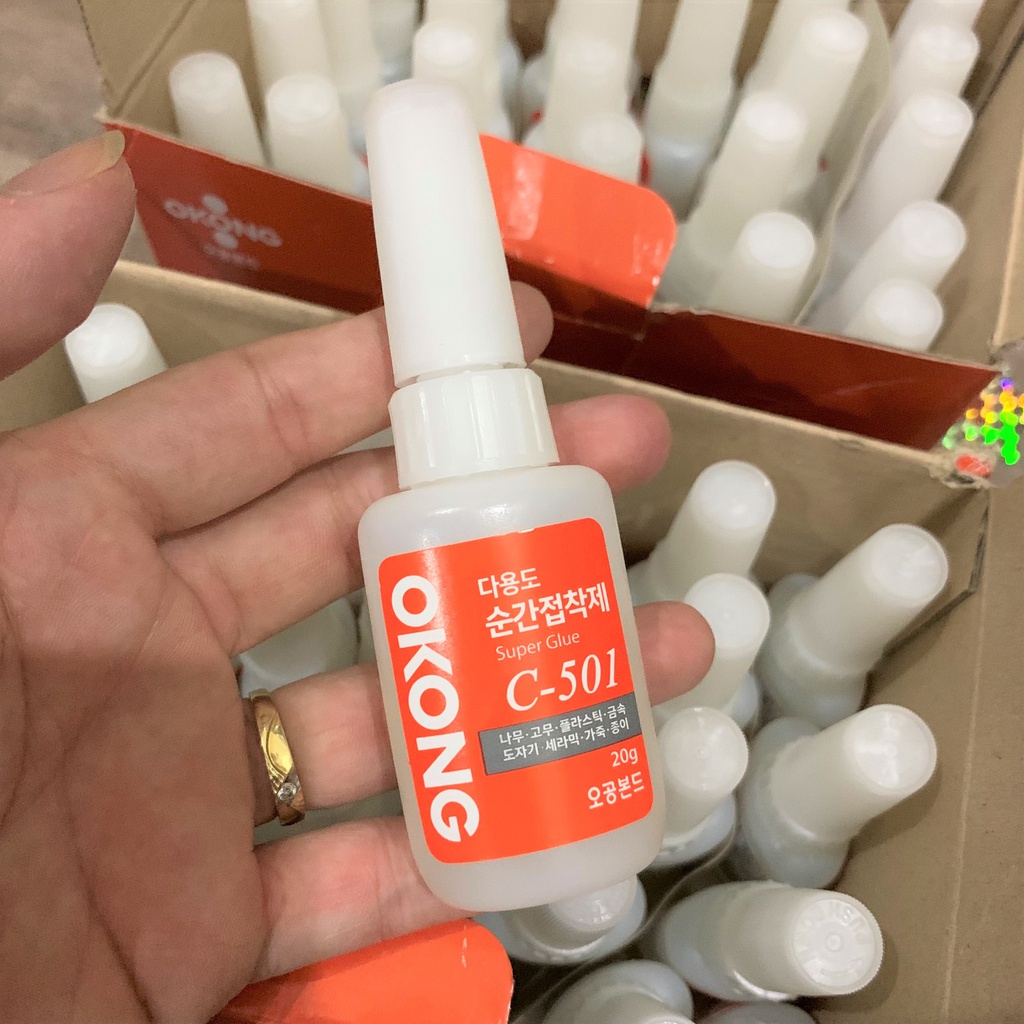 OKONG
OKONG
다용도
순간접착제
Super Glue
C-501
나무·고무·플라스틱·금속
도자기·세라믹·가죽·종이
20g
오공본드